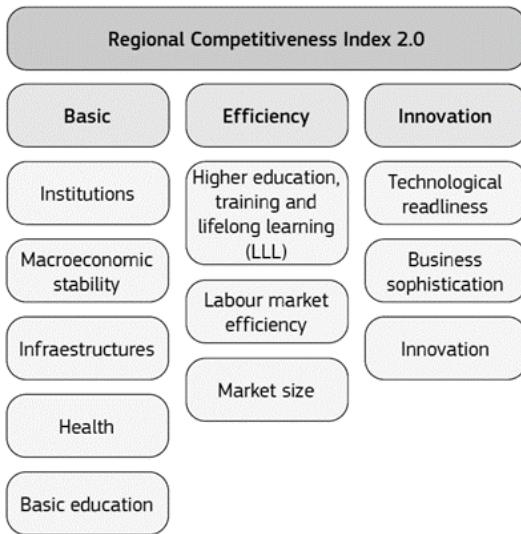 Regional Competitiveness Index 2.0
Basic
Institutions
Macroeconomic
stability
Infraestructures
Health
Basic education
Efficiency
Higher education,
training and
lifelong learning
(LLL)
Labour market
efficiency
Market size
Innovation
Technological
readliness
Business
sophistication
Innovation